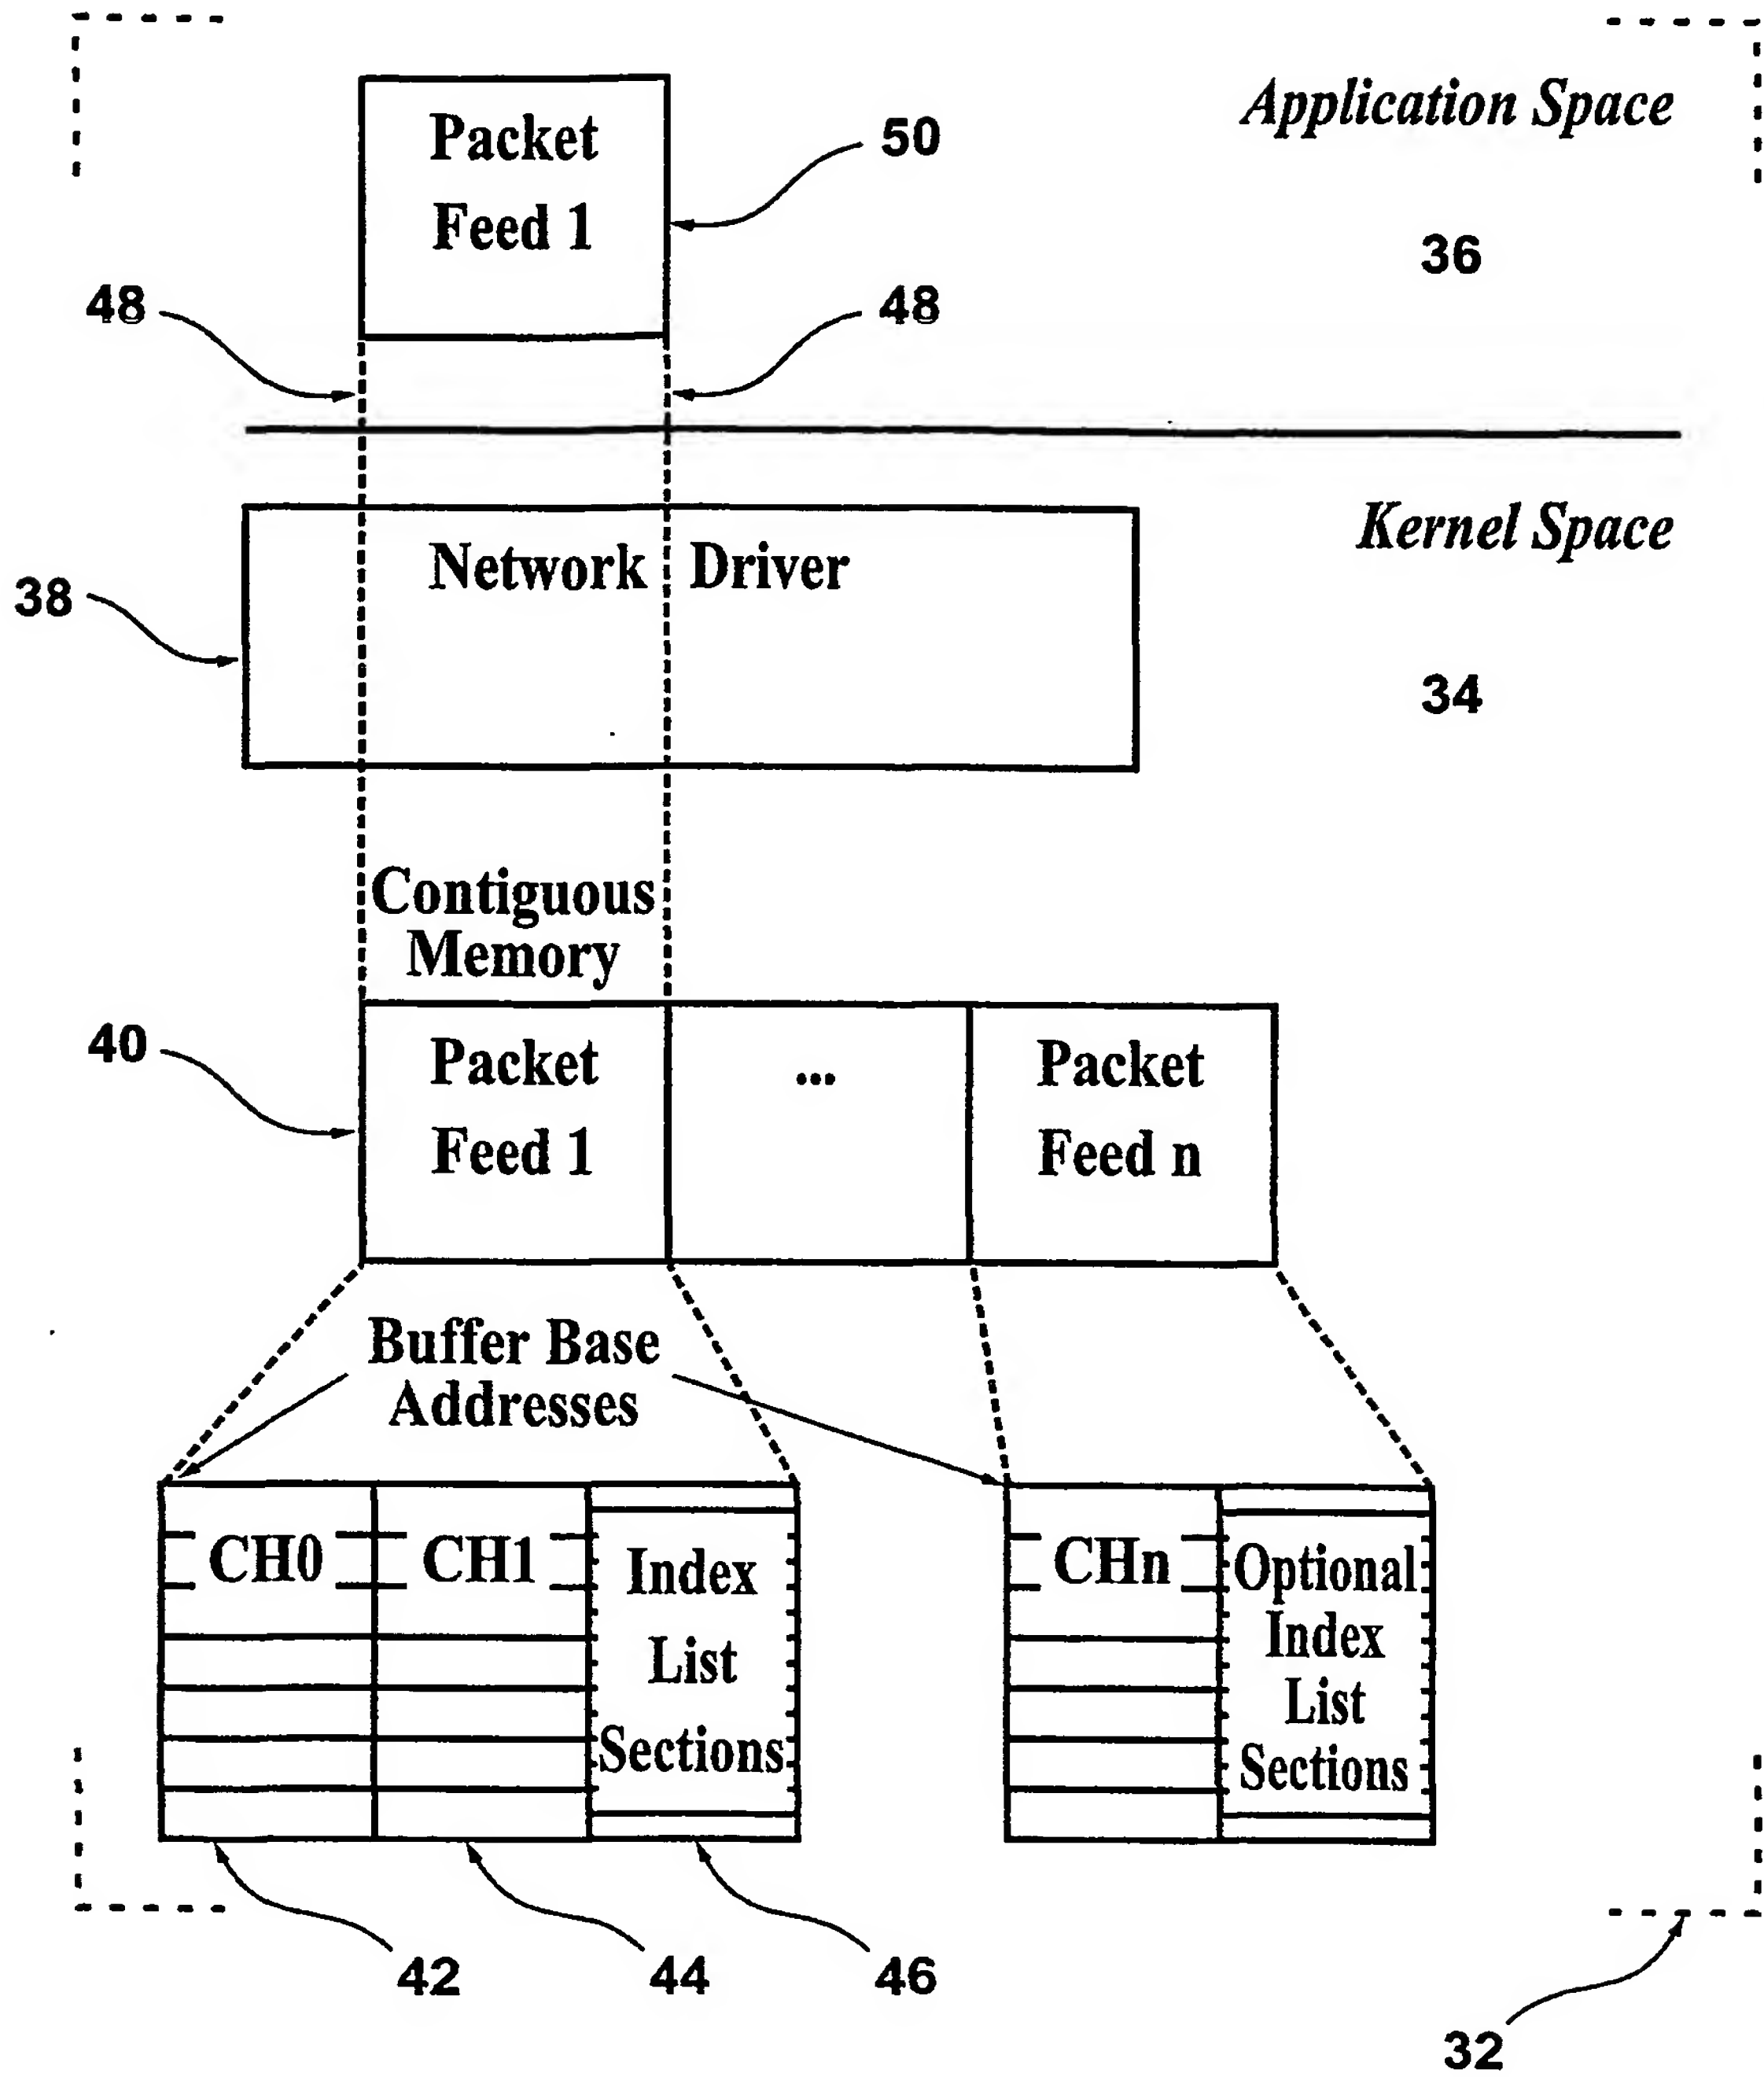 Application Space
Packet
Feed 1
50
36
48
48
Kernel Space
Network Driver
38
34
Contiguous
Memory
40
Packet
Feed 1
...
Packet
Feed n
Buffer Base
Addresses
CH0
CH1
Index
List
Sections
CHn
Optional
Index
List
Sections
42
44
46
32